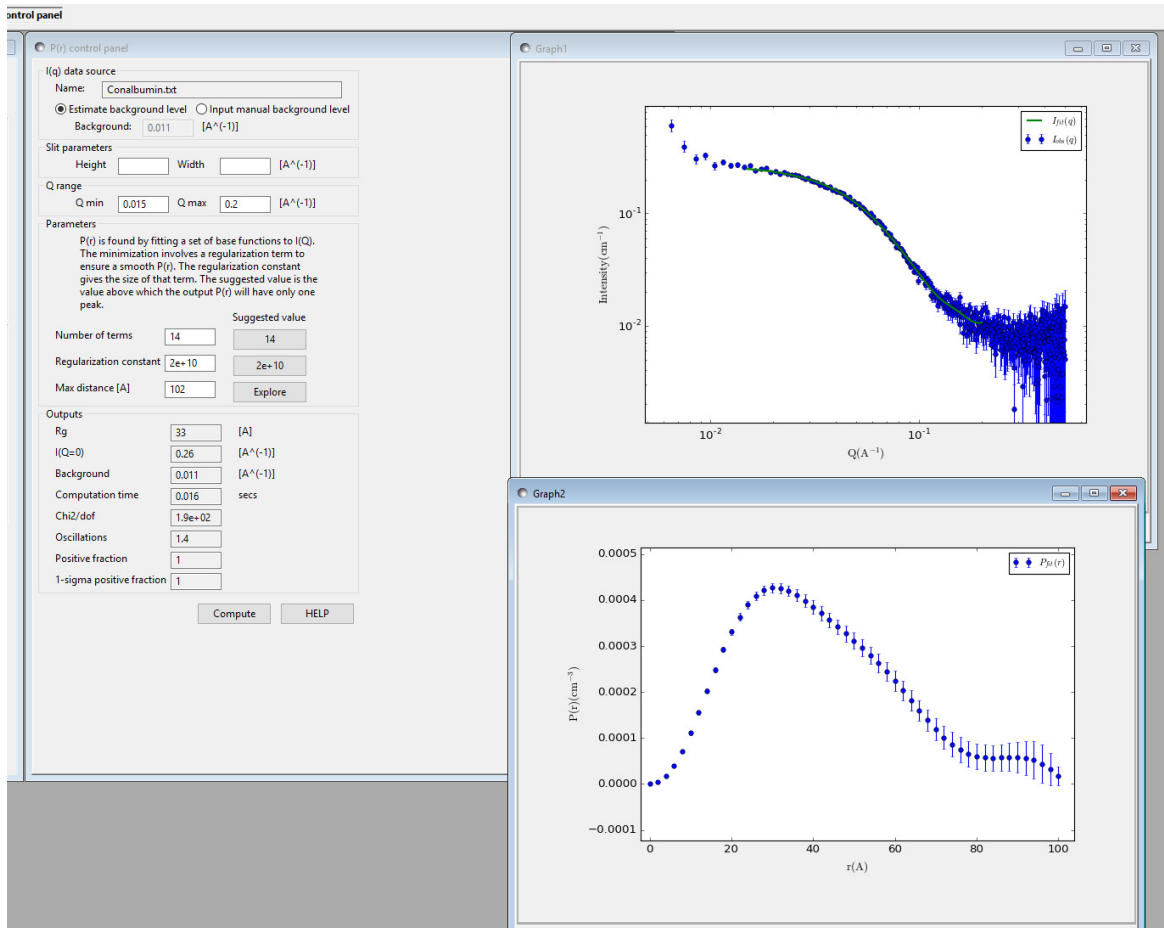 ontrol panel
P(r) control panel
I(q) data source
Name: Conalbumin.txt
Estimate background level Input manual background level
Background: 0.011 [A^(-1)]
Slit parameters
Height Width [A^(-1)]
Q range
Q min 0.015 Q max 0.2 [A^(-1)]
Parameters
P(r) is found by fitting a set of base functions to I(Q).
The minimization involves a regularization term to
ensure a smooth P(r). The regularization constant
gives the size of that term. The suggested value is the
value above which the output P(r) will have only one
peak.
Suggested value
Number of terms 14 14
Regularization constant 2e+10 2e+10
Max distance [A] 102 Explore
Outputs
Rg 33 [A]
I(Q=0) 0.26 [A^(-1)]
Background 0.011 [A^(-1)]
Computation time 0.016 secs
Chi2/dof 1.9e+02
Oscillations 1.4
Positive fraction 1
1-sigma positive fraction 1
Compute HELP
Graph1
I_fit(q)
I_obs(q)
10⁻¹
10⁻²
Intensity(cm⁻¹)
10⁻² 10⁻¹
Q(A⁻¹)
Graph2
P_fit(r)
0.0005
0.0004
0.0003
0.0002
0.0001
0.0000
−0.0001
P(r)(cm⁻³)
0 20 40 60 80 100
r(A)